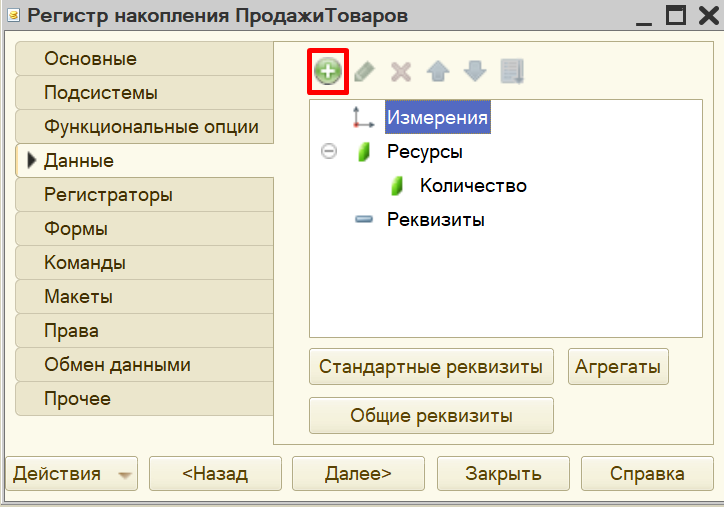 Регистр накопления ПродажиТоваров
Основные
Подсистемы
Функциональные опции
Данные
Регистраторы
Формы
Команды
Макеты
Права
Обмен данными
Прочее
Измерения
Ресурсы
Количество
Реквизиты
Стандартные реквизиты
Агрегаты
Общие реквизиты
Действия
<Назад
Далее>
Закрыть
Справка